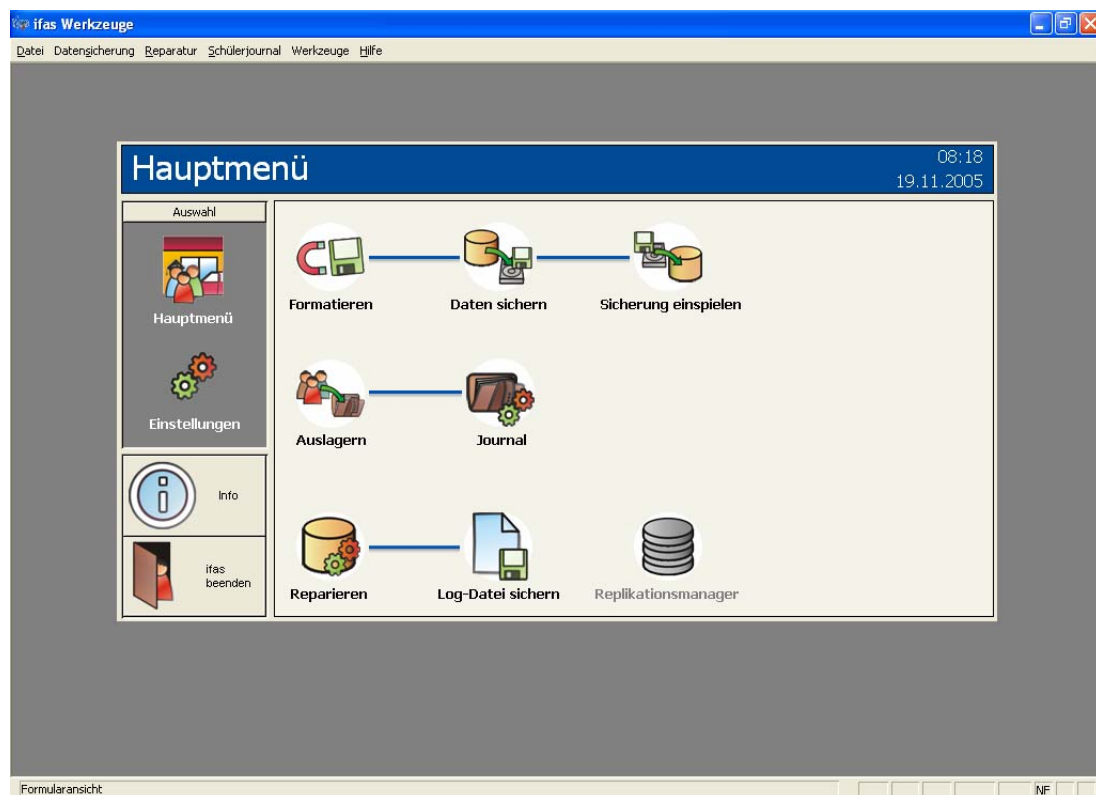 ifas Werkzeuge
Datei Datensicherung Reparatur Schülerjournal Werkzeuge Hilfe
Hauptmenü
08:18
19.11.2005
Auswahl
Hauptmenü
Einstellungen
Info
ifas
beenden
Formatieren Daten sichern Sicherung einspielen
Auslagern Journal
Reparieren Log-Datei sichern Replikationsmanager
Formularansicht NF